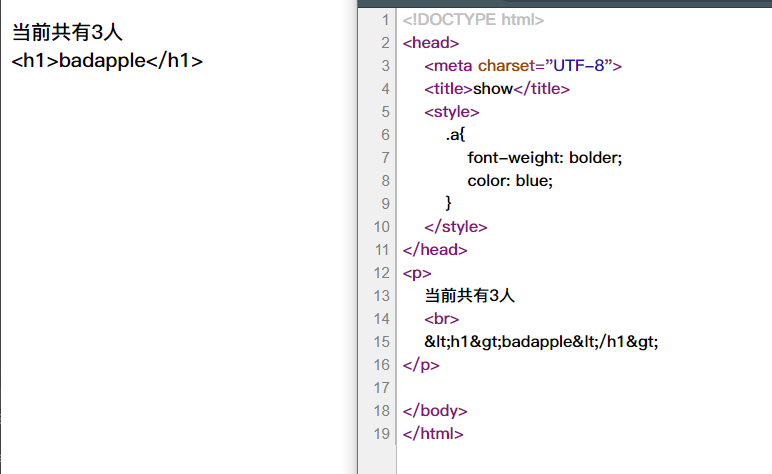 当前共有3人
<h1>badapple</h1>
1 <!DOCTYPE html>
2 <head>
3 <meta charset="UTF-8">
4 <title>show</title>
5 <style>
6 .a{
7 font-weight: bolder;
8 color: blue;
9 }
10 </style>
11 </head>
12 <p>
13 当前共有3人
14 <br>
15 &lt;h1&gt;badapple&lt;/h1&gt;
16 </p>
17
18 </body>
19 </html>